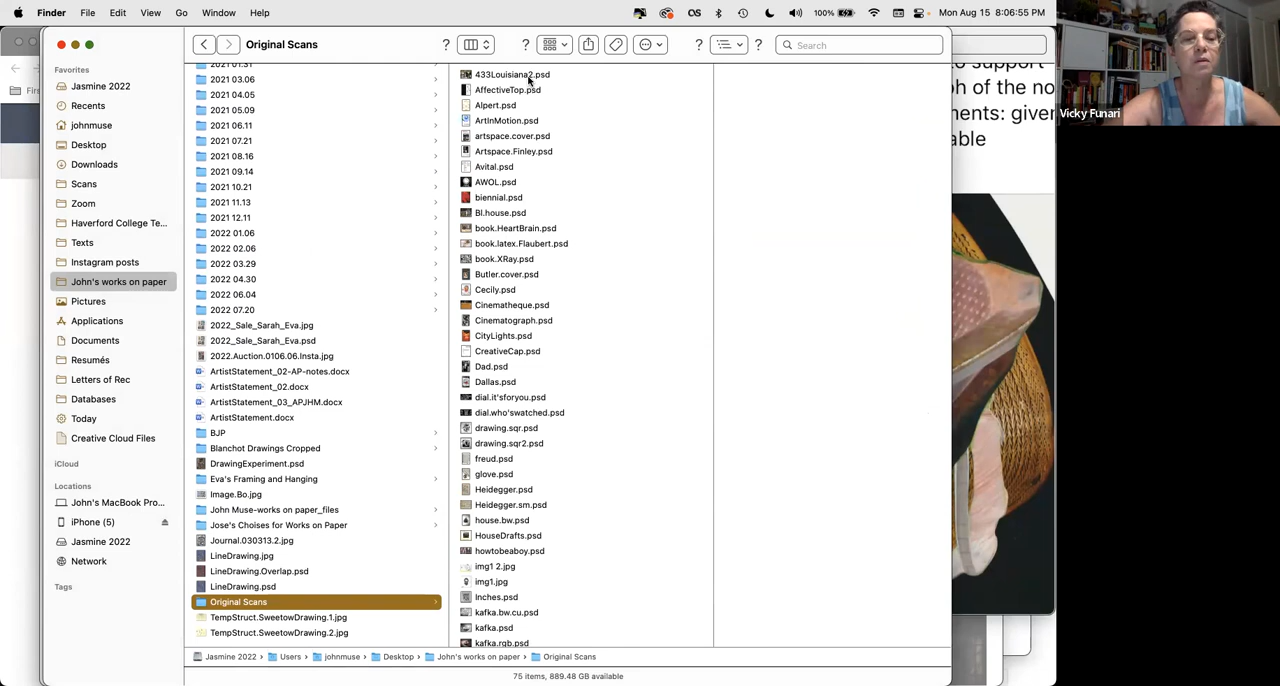 Finder File Edit View Go Window Help
100% Mon Aug 15 8:06:55 PM
Original Scans
? ? ? ? Search
Favorites
Jasmine 2022
Recents
johnmuse
Desktop
Downloads
Scans
Zoom
Haverford College Te...
Texts
Instagram posts
John's works on paper
Pictures
Applications
Documents
Resumés
Letters of Rec
Databases
Today
Creative Cloud Files
iCloud
Locations
John's MacBook Pro...
iPhone (5)
Jasmine 2022
Network
Tags
2021 01.31
2021 03.06
2021 04.05
2021 05.09
2021 06.11
2021 07.21
2021 08.16
2021 09.14
2021 10.21
2021 11.13
2021 12.11
2022 01.06
2022 02.06
2022 03.29
2022 04.30
2022 06.04
2022 07.20
2022_Sale_Sarah_Eva.jpg
2022_Sale_Sarah_Eva.psd
2022.Auction.0106.06.Insta.jpg
ArtistStatement_02-AP-notes.docx
ArtistStatement_02.docx
ArtistStatement_03_APJHM.docx
ArtistStatement.docx
BJP
Blanchot Drawings Cropped
DrawingExperiment.psd
Eva's Framing and Hanging
Image.Bo.jpg
John Muse-works on paper_files
Jose's Choises for Works on Paper
Journal.030313.2.jpg
LineDrawing.jpg
LineDrawing.Overlap.psd
LineDrawing.psd
Original Scans
TempStruct.SweetowDrawing.1.jpg
TempStruct.SweetowDrawing.2.jpg
433Louisiana2.psd
AffectiveTop.psd
Alpert.psd
ArtInMotion.psd
artspace.cover.psd
Artspace.Finley.psd
Avital.psd
AWOL.psd
biennial.psd
Bl.house.psd
book.HeartBrain.psd
book.latex.Flaubert.psd
book.XRay.psd
Butler.cover.psd
Cecily.psd
Cinematheque.psd
Cinematograph.psd
CityLights.psd
CreativeCap.psd
Dad.psd
Dallas.psd
dial.it'sforyou.psd
dial.who'swatched.psd
drawing.sqr.psd
drawing.sqr2.psd
freud.psd
glove.psd
Heidegger.psd
Heidegger.sm.psd
house.bw.psd
HouseDrafts.psd
howtobeaboy.psd
img1 2.jpg
img1.jpg
Inches.psd
kafka.bw.cu.psd
kafka.psd
kafka.rgb.psd
Jasmine 2022 › Users › johnmuse › Desktop › John's works on paper › Original Scans
75 items, 889.48 GB available
Firs
to support
oh of the no
nents: given
able
Vicky Funari